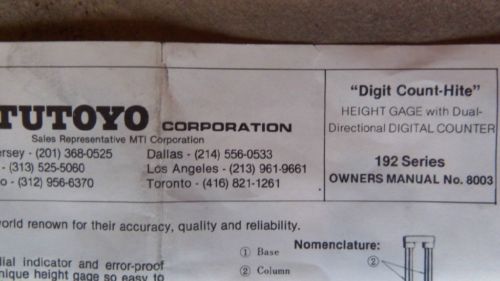 TUTOYO CORPORATION
Sales Representative MTI Corporation
ersey - (201) 368-0525 Dallas - (214) 556-0533
- (313) 525-5060 Los Angeles - (213) 961-9661
o - (312) 956-6370 Toronto - (416) 821-1261
"Digit Count-Hite"
HEIGHT GAGE with Dual-
Directional DIGITAL COUNTER
192 Series
OWNERS MANUAL No. 8003
world renown for their accuracy, quality and reliability.
dial indicator and error-proof
nique height gage so easy to
Nomenclature:
① Base
② Column
②